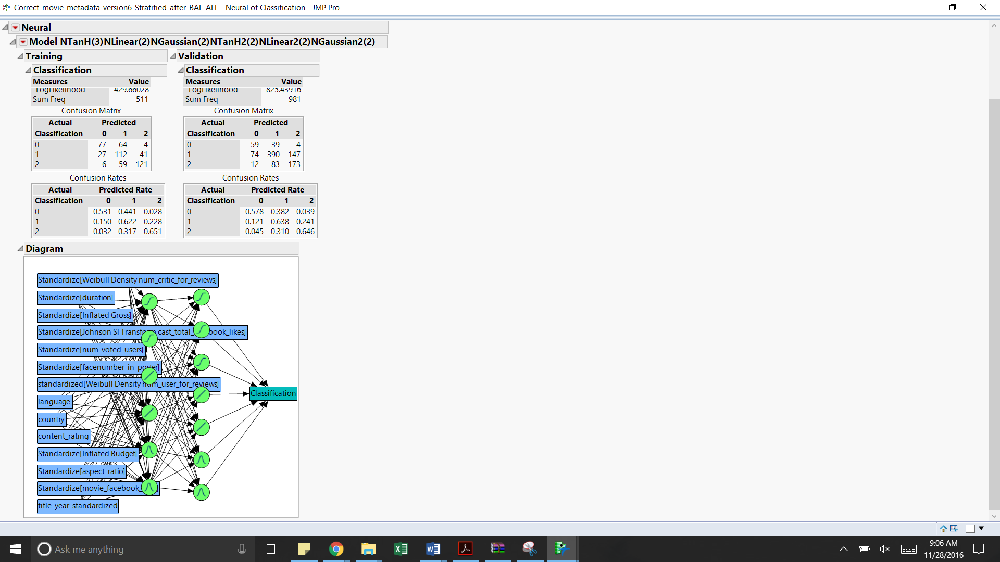 Correct_movie_metadata_version6_Stratified_after_BAL_ALL - Neural of Classification - JMP Pro
Neural
Model NTanH(3)NLinear(2)NGaussian(2)NTanH2(2)NLinear2(2)NGaussian2(2)
Training Validation
Classification Classification
Measures Value Measures Value
-LogLikelihood 429.66028 -LogLikelihood 825.43916
Sum Freq 511 Sum Freq 981
Confusion Matrix Confusion Matrix
Actual Predicted Actual Predicted
Classification 0 1 2 Classification 0 1 2
0 77 64 4 0 59 39 4
1 27 112 41 1 74 390 147
2 6 59 121 2 12 83 173
Confusion Rates Confusion Rates
Actual Predicted Rate Actual Predicted Rate
Classification 0 1 2 Classification 0 1 2
0 0.531 0.441 0.028 0 0.578 0.382 0.039
1 0.150 0.622 0.228 1 0.121 0.638 0.241
2 0.032 0.317 0.651 2 0.045 0.310 0.646
Diagram
Standardize[Weibull Density num_critic_for_reviews]
Standardize[duration]
Standardize[Inflated Gross]
Standardize[Johnson Sl Transform cast_total_ book_likes]
Standardize[num_voted_users]
Standardize[facenumber_in_poster]
standardized[Weibull Density num_user_for_reviews]
Classification
language
country
content_rating
Standardize[Inflated Budget]
Standardize[aspect_ratio]
Standardize[movie_facebook_
title_year_standardized
Ask me anything
9:06 AM
11/28/2016